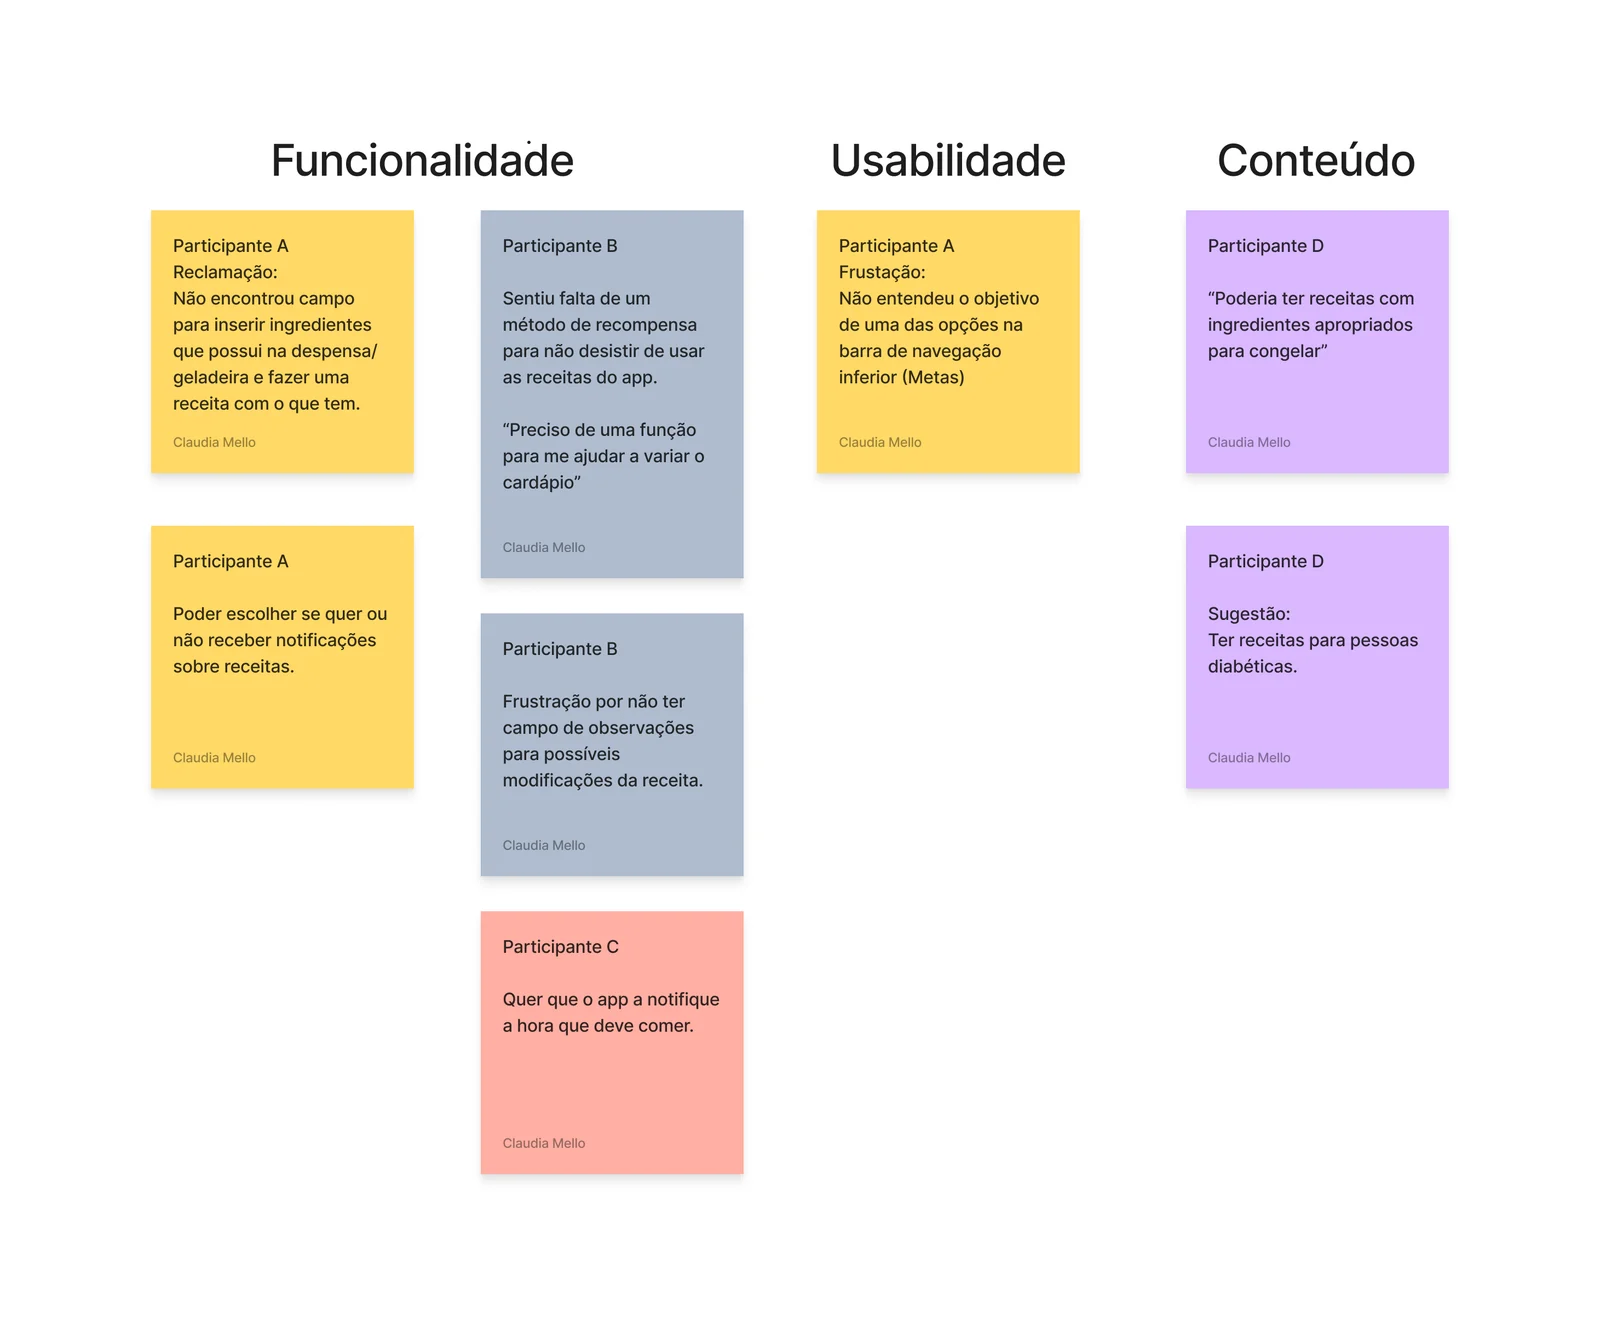 Funcionalidade
Participante A
Reclamação:
Não encontrou campo
para inserir ingredientes
que possui na despensa/
geladeira e fazer uma
receita com o que tem.
Claudia Mello
Participante A
Poder escolher se quer ou
não receber notificações
sobre receitas.
Claudia Mello
Participante B
Sentiu falta de um
método de recompensa
para não desistir de usar
as receitas do app.
“Preciso de uma função
para me ajudar a variar o
cardápio”
Claudia Mello
Participante B
Frustração por não ter
campo de observações
para possíveis
modificações da receita.
Claudia Mello
Participante C
Quer que o app a notifique
a hora que deve comer.
Claudia Mello
Usabilidade
Participante A
Frustação:
Não entendeu o objetivo
de uma das opções na
barra de navegação
inferior (Metas)
Claudia Mello
Conteúdo
Participante D
“Poderia ter receitas com
ingredientes apropriados
para congelar”
Claudia Mello
Participante D
Sugestão:
Ter receitas para pessoas
diabéticas.
Claudia Mello